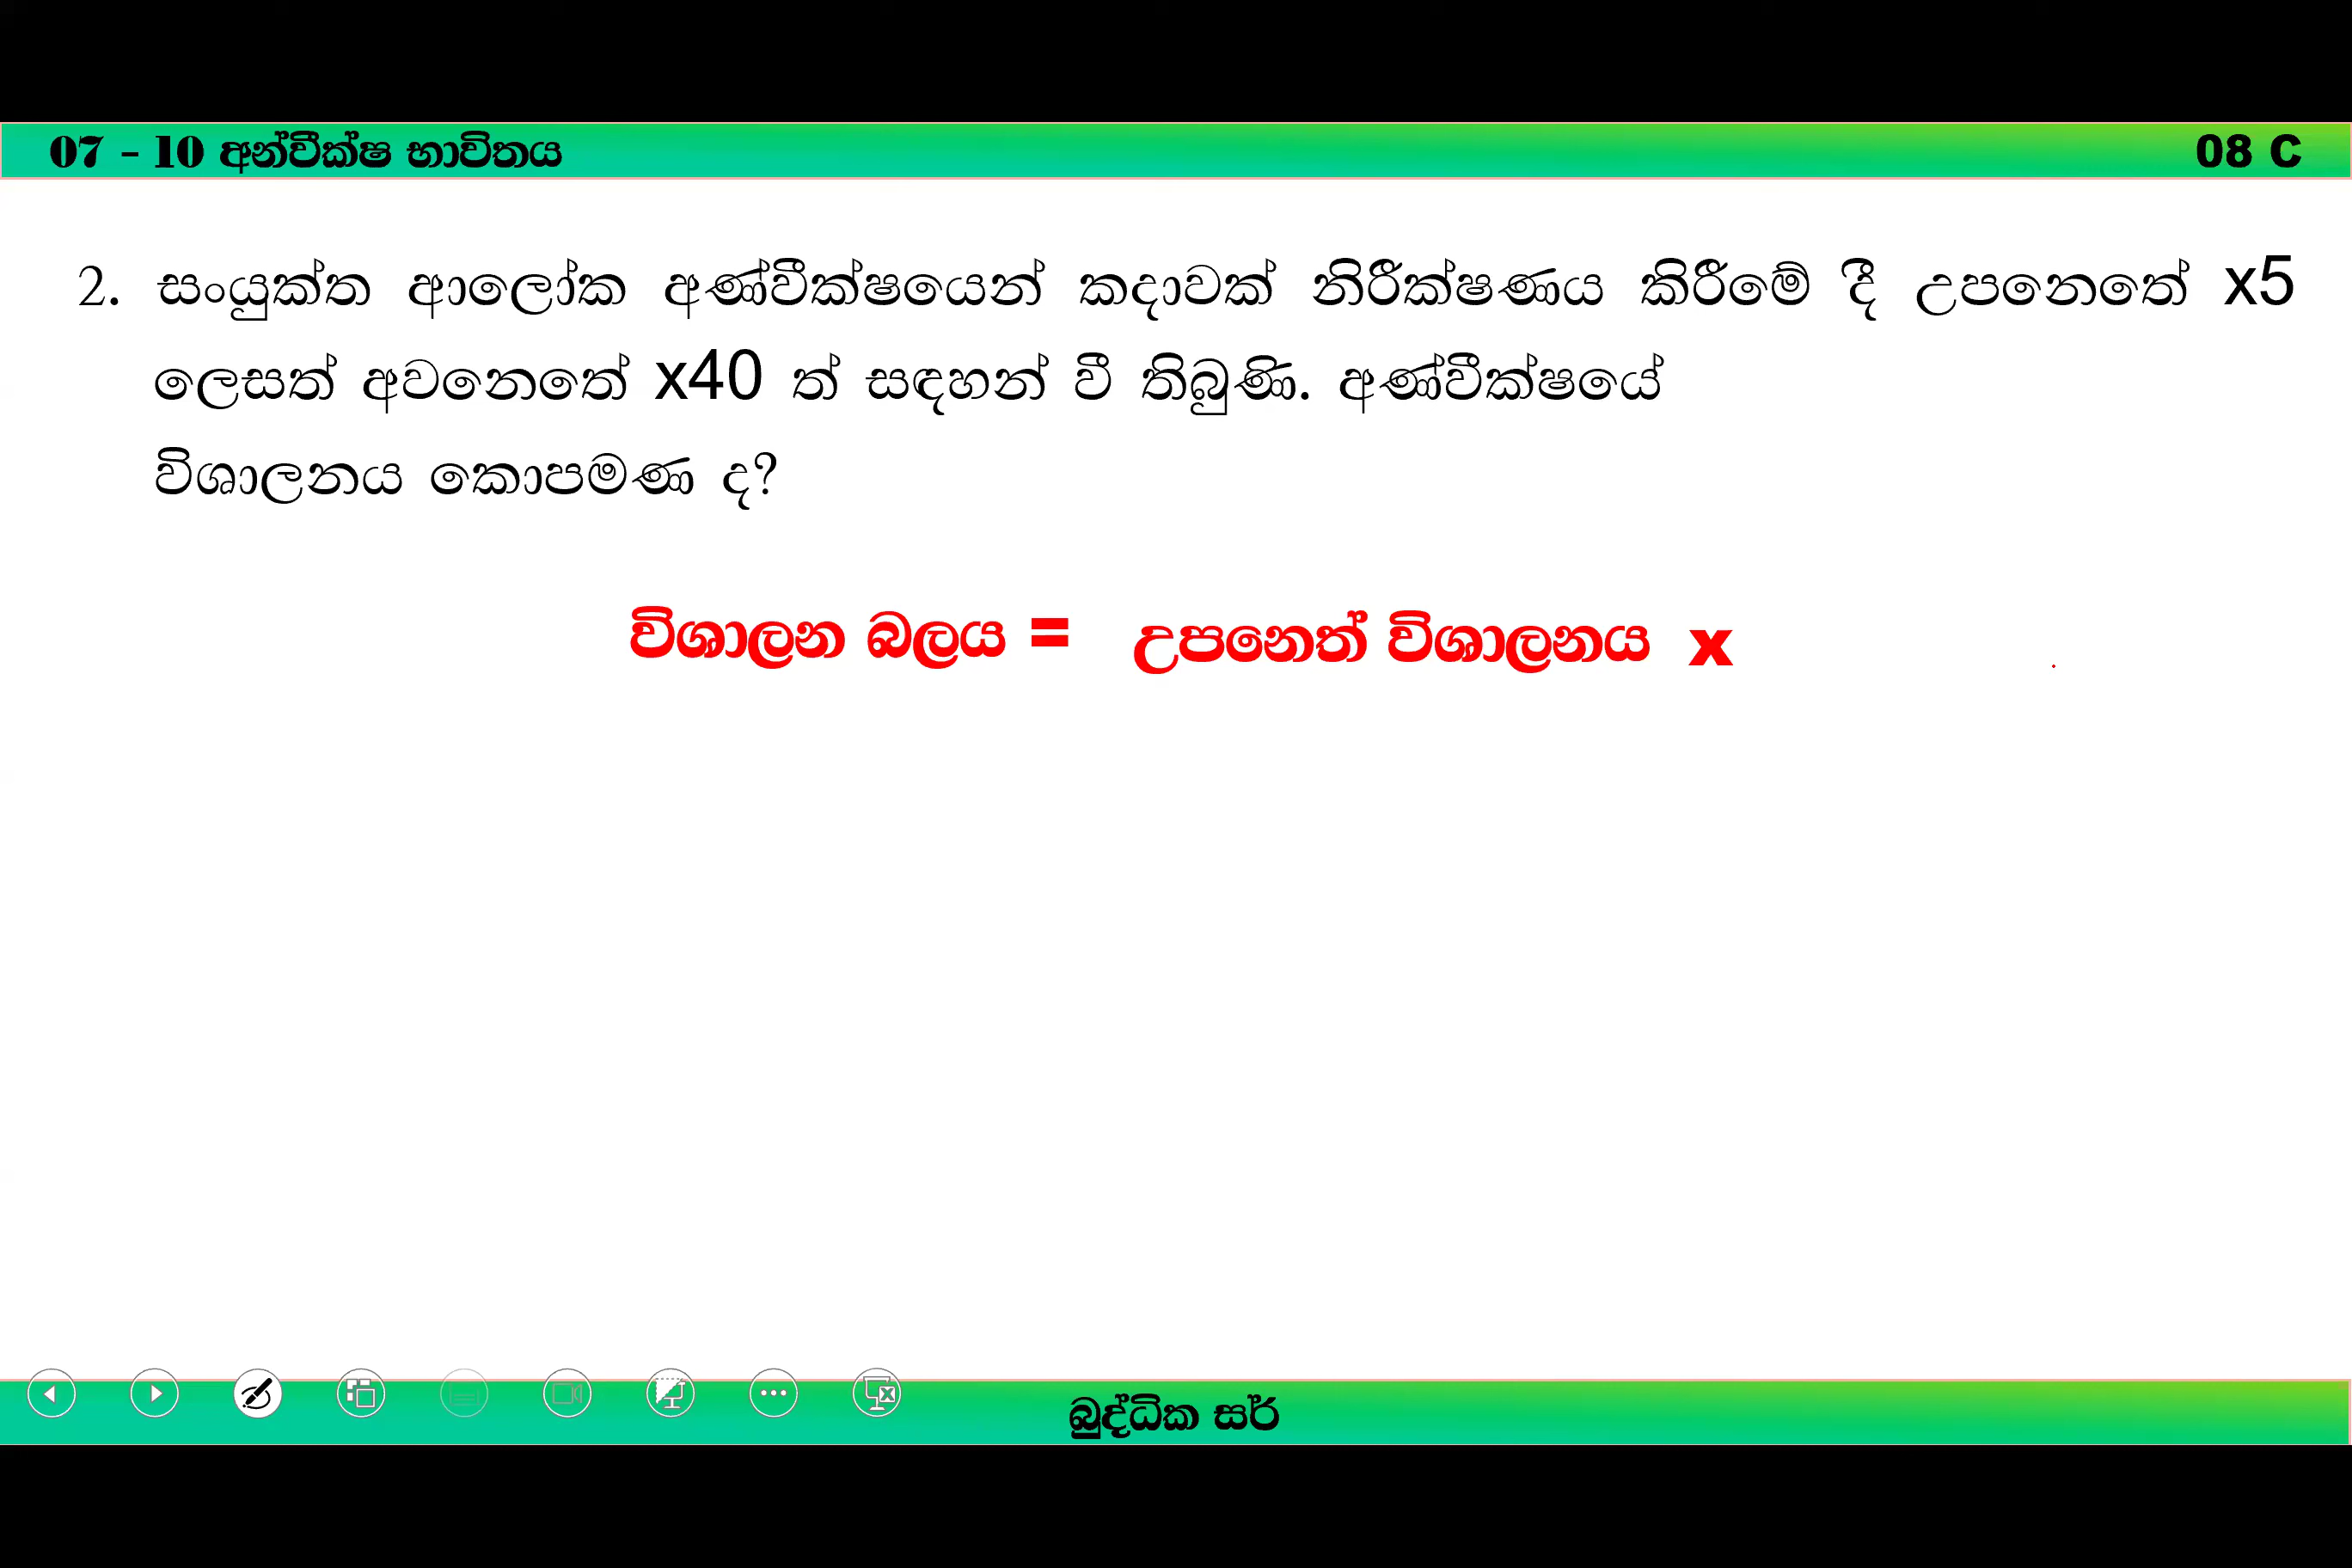 07 - 10 අන්වීක්ෂ භාවිතය
08 C
2. සංයුක්ත ආලෝක අණ්වීක්ෂයෙන් කදාවක් නිරීක්ෂණය කිරීමේ දී උපනෙතේ x5
ලෙසත් අවනෙතේ x40 ත් සඳහන් වී තිබුණි. අණ්වීක්ෂයේ
විශාලනය කොපමණ ද?
විශාලන බලය = උපනෙත් විශාලනය x
බුද්ධික සර්